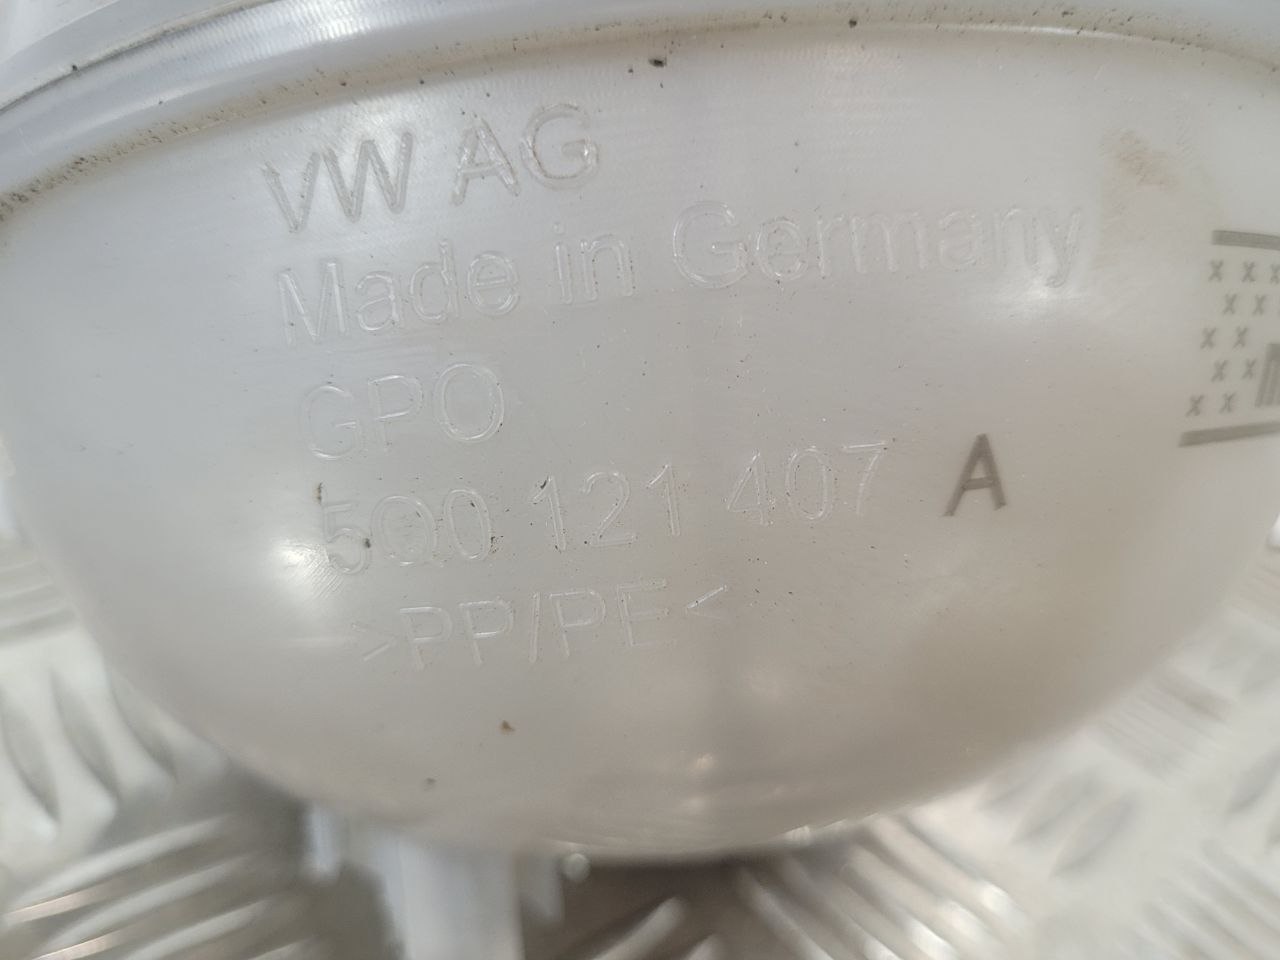 VW AG
Made in Germany
GPO
5Q0 121 407 A
>PP/PE<